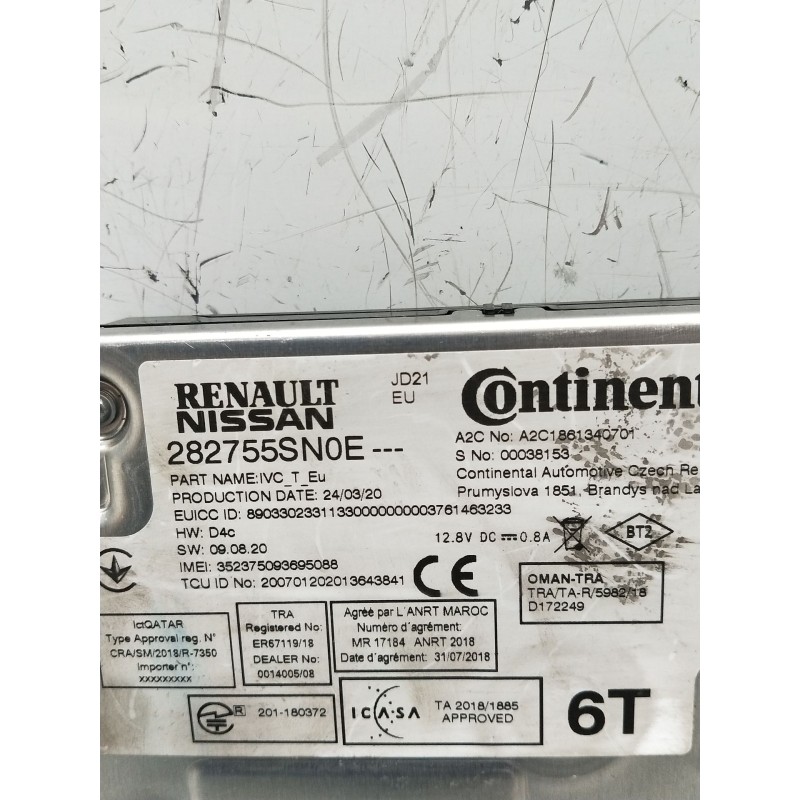 RENAULT
NISSAN
JD21
EU
Continent
282755SN0E ---
A2C No: A2C1861340701
S No: 00038153
Continental Automotive Czech Re
Prumyslova 1851, Brandys nad La
PART NAME:IVC_T_Eu
PRODUCTION DATE: 24/03/20
EUICC ID: 89033023311330000000003761463233
HW: D4c
SW: 09.08.20
12.8V DC 0.8A
BTZ
IMEI: 352375093695088
TCU ID No: 200701202013643841
CE
OMAN-TRA
TRA/TA-R/5982/18
D172249
IctQATAR
Type Approval reg. N°
CRA/SM/2018/R-7350
Importer n°:
xxxxxxxxx
TRA
Registered No:
ER67119/18
DEALER No:
0014005/08
Agréé par L'ANRT MAROC
Numéro d'agrément:
MR 17184 ANRT 2018
Date d'agrément: 31/07/2018
R 201-180372
ICASA
TA 2018/1885
APPROVED
6T